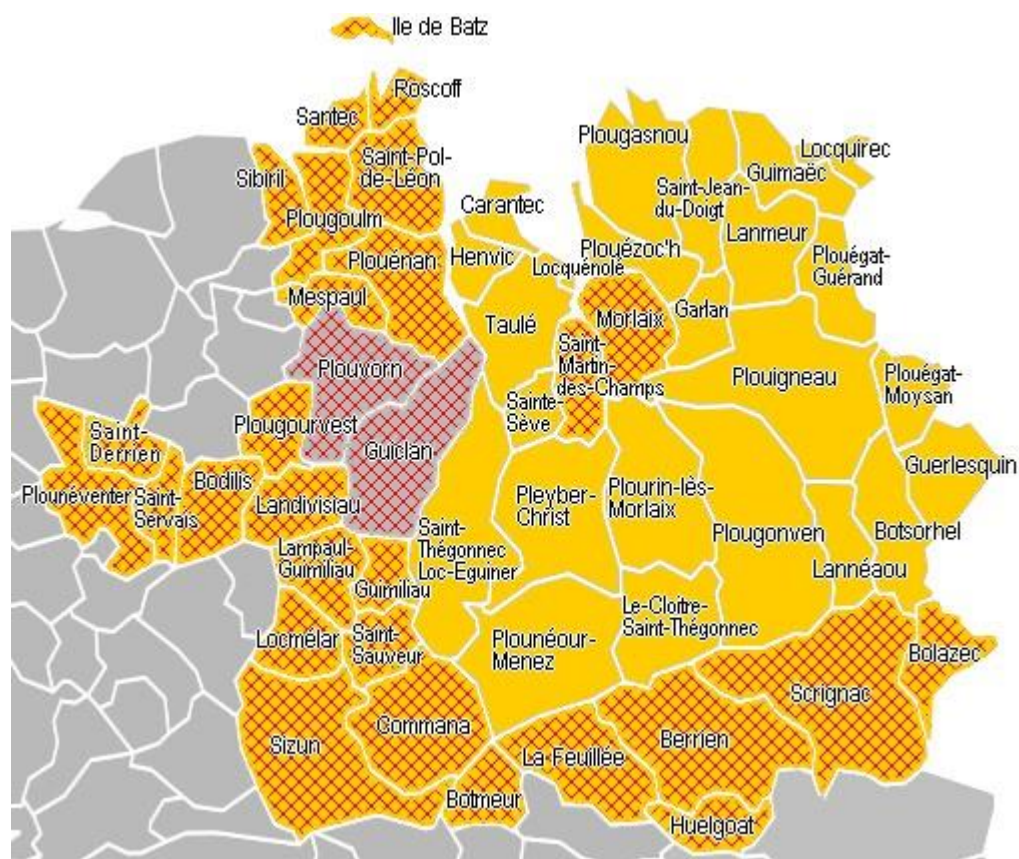 Ile de Batz
Roscoff
Santec
Saint-Pol-
de-Léon
Sibiril
Plougoulm
Plouénan
Mespaul
Plouvorn
Plougourvest
Guiclan
Saint-
Derrien
Plounéventer
Saint-
Servais
Bodilis
Landivisiau
Lampaul-
Guimiliau
Guimiliau
Locmélar
Saint-
Sauveur
Sizun
Commana
Botmeur
La Feuillée
Berrien
Huelgoat
Scrignac
Bolazec
Carantec
Henvic
Locquénolé
Taulé
Sainte-
Sève
Saint-
Martin-
des-Champs
Morlaix
Plougasnou
Saint-Jean-
du-Doigt
Guimaëc
Locquirec
Lanmeur
Plouézoc'h
Garlan
Plouégat-
Guérand
Plouigneau
Plouégat-
Moysan
Guerlesquin
Botsorhel
Lannéaou
Plougonven
Plourin-lès-
Morlaix
Pleyber-
Christ
Saint-
Thégonnec
Loc-Eguiner
Le-Cloitre-
Saint-Thégonnec
Plounéour-
Menez